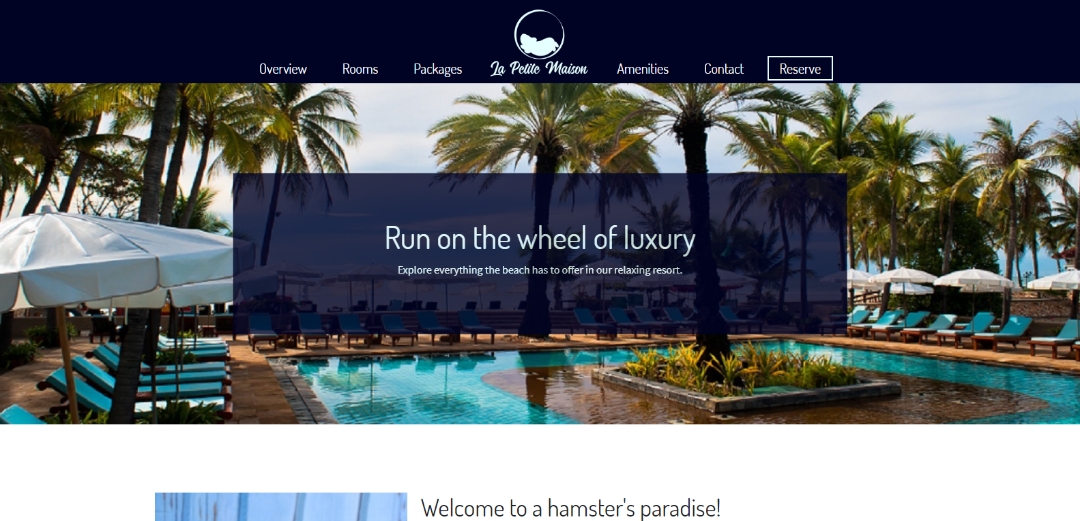 Overview
Rooms
Packages
La Petite Maison
Amenities
Contact
Reserve
Run on the wheel of luxury
Explore everything the beach has to offer in our relaxing resort.
Welcome to a hamster's paradise!